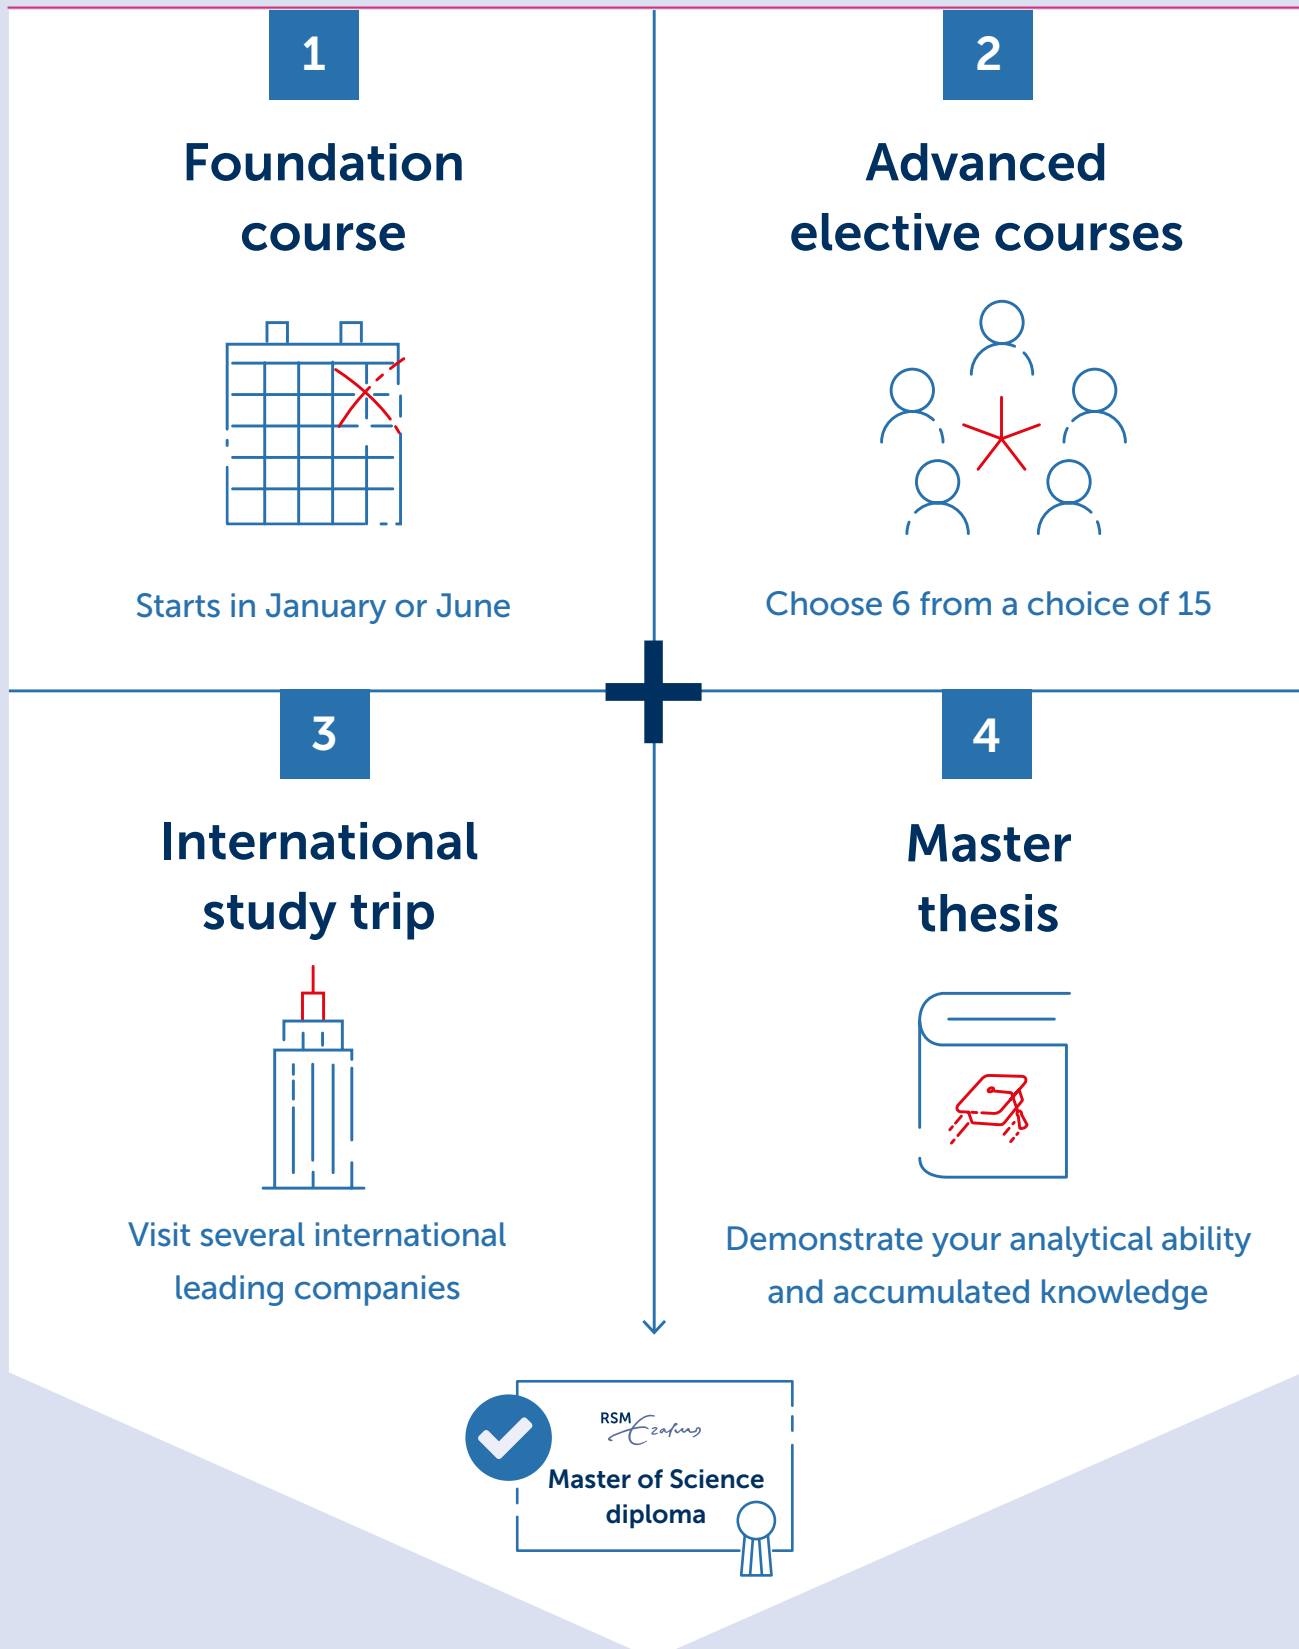 1
Foundation
course
Starts in January or June
2
Advanced
elective courses
Choose 6 from a choice of 15
3
International
study trip
Visit several international
leading companies
4
Master
thesis
Demonstrate your analytical ability
and accumulated knowledge
RSM Erasmus
Master of Science
diploma